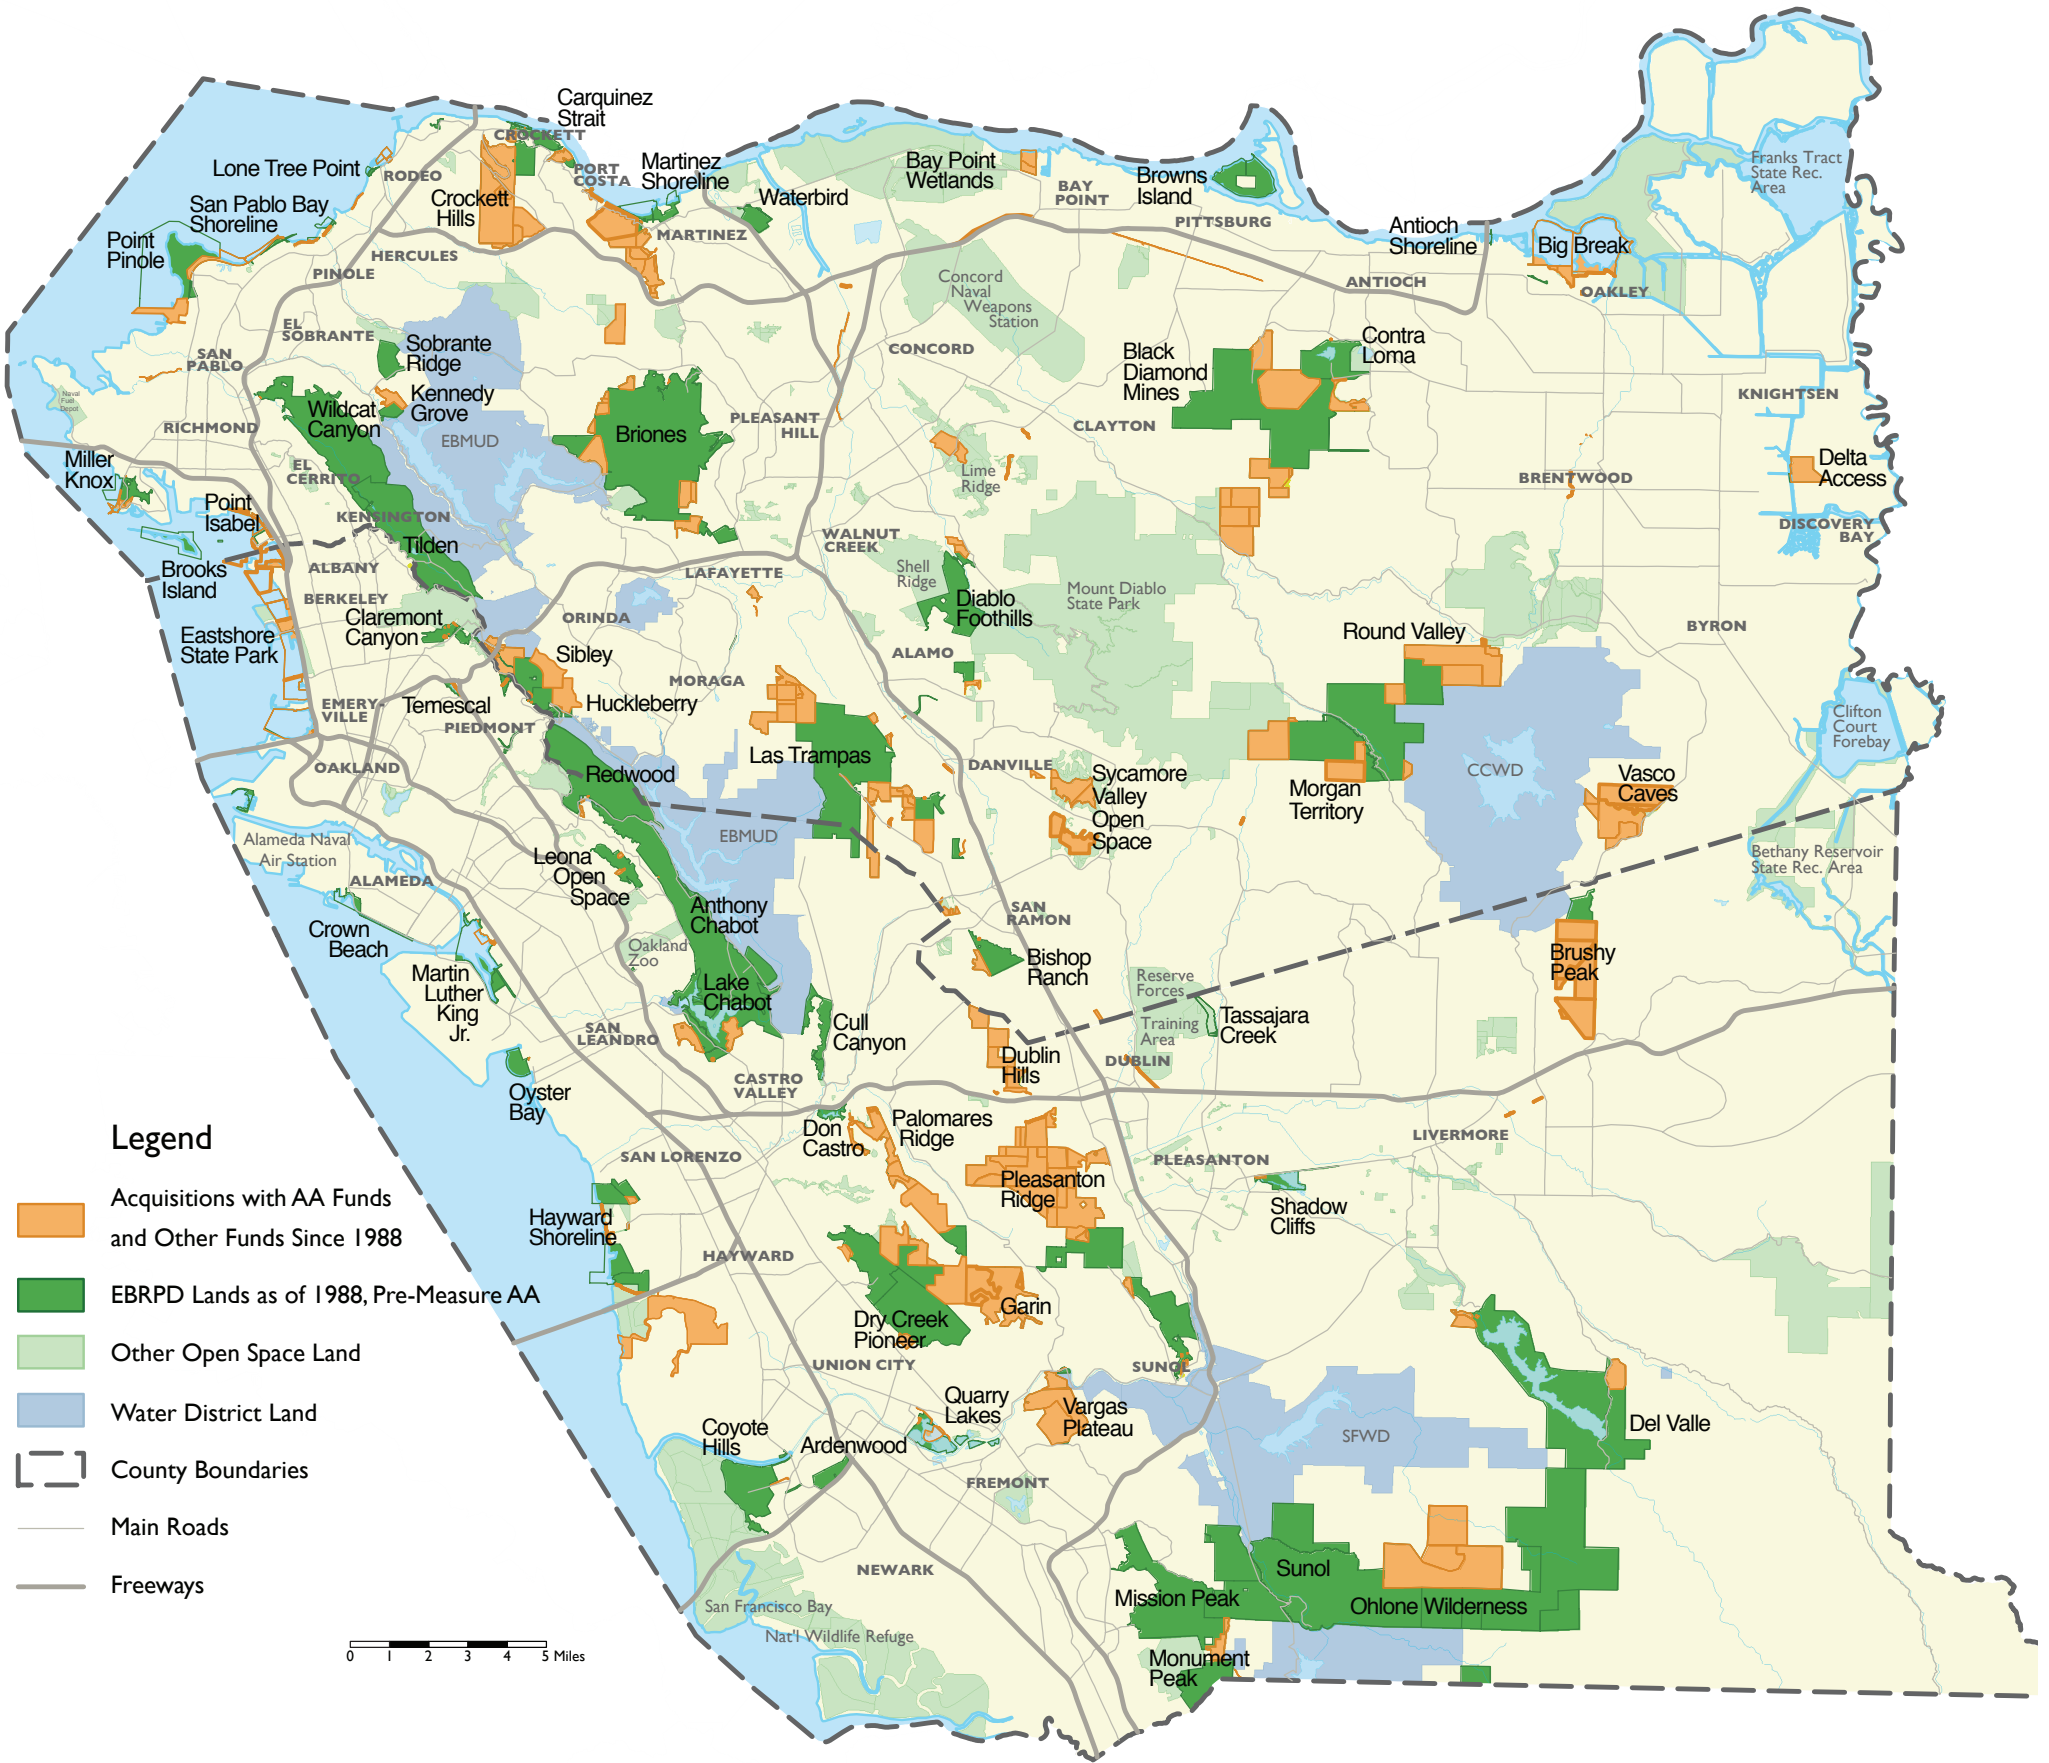 Carquinez
Strait
CROCKETT
Lone Tree Point
RODEO
PORT
COSTA
Martinez
Shoreline
Waterbird
Bay Point
Wetlands
BAY
POINT
Browns
Island
PITTSBURG
Franks Tract
State Rec.
Area
San Pablo Bay
Shoreline
Crockett
Hills
MARTINEZ
Point
Pinole
HERCULES
PINOLE
Antioch
Shoreline
Big Break
ANTIOCH
OAKLEY
Concord
Naval
Weapons
Station
EL
SOBRANTE
SAN
PABLO
Sobrante
Ridge
CONCORD
Black
Diamond
Mines
Contra
Loma
Naval
Fuel
Depot
Kennedy
Grove
Wildcat
Canyon
RICHMOND
EBMUD
Briones
PLEASANT
HILL
CLAYTON
KNIGHTSEN
Miller
Knox
EL
CERRITO
Lime
Ridge
BRENTWOOD
Delta
Access
Point
Isabel
KENSINGTON
DISCOVERY
BAY
Tilden
WALNUT
CREEK
Brooks
Island
ALBANY
LAFAYETTE
Shell
Ridge
BERKELEY
Diablo
Foothills
Mount Diablo
State Park
Claremont
Canyon
ORINDA
Eastshore
State Park
Round Valley
BYRON
Sibley
ALAMO
MORAGA
EMERY-
VILLE
Temescal
Huckleberry
PIEDMONT
Clifton
Court
Forebay
OAKLAND
Las Trampas
DANVILLE
Redwood
Sycamore
Valley
Open
Space
Morgan
Territory
CCWD
Vasco
Caves
Alameda Naval
Air Station
EBMUD
ALAMEDA
Leona
Open
Space
Bethany Reservoir
State Rec. Area
Crown
Beach
Anthony
Chabot
SAN
RAMON
Oakland
Zoo
Bishop
Ranch
Brushy
Peak
Martin
Luther
King
Jr.
Lake
Chabot
Reserve
Forces
Training
Area
Tassajara
Creek
SAN
LEANDRO
Cull
Canyon
Dublin
Hills
DUBLIN
CASTRO
VALLEY
Oyster
Bay
Don
Castro
Palomares
Ridge
LIVERMORE
SAN LORENZO
PLEASANTON
Pleasanton
Ridge
Shadow
Cliffs
Hayward
Shoreline
HAYWARD
Garin
Dry Creek
Pioneer
UNION CITY
SUNOL
Quarry
Lakes
Vargas
Plateau
Del Valle
Coyote
Hills
Ardenwood
SFWD
FREMONT
NEWARK
Sunol
Mission Peak
Ohlone Wilderness
San Francisco Bay
Nat'l Wildlife Refuge
Monument
Peak
Legend
Acquisitions with AA Funds
and Other Funds Since 1988
EBRPD Lands as of 1988, Pre-Measure AA
Other Open Space Land
Water District Land
County Boundaries
Main Roads
Freeways
0 1 2 3 4 5 Miles